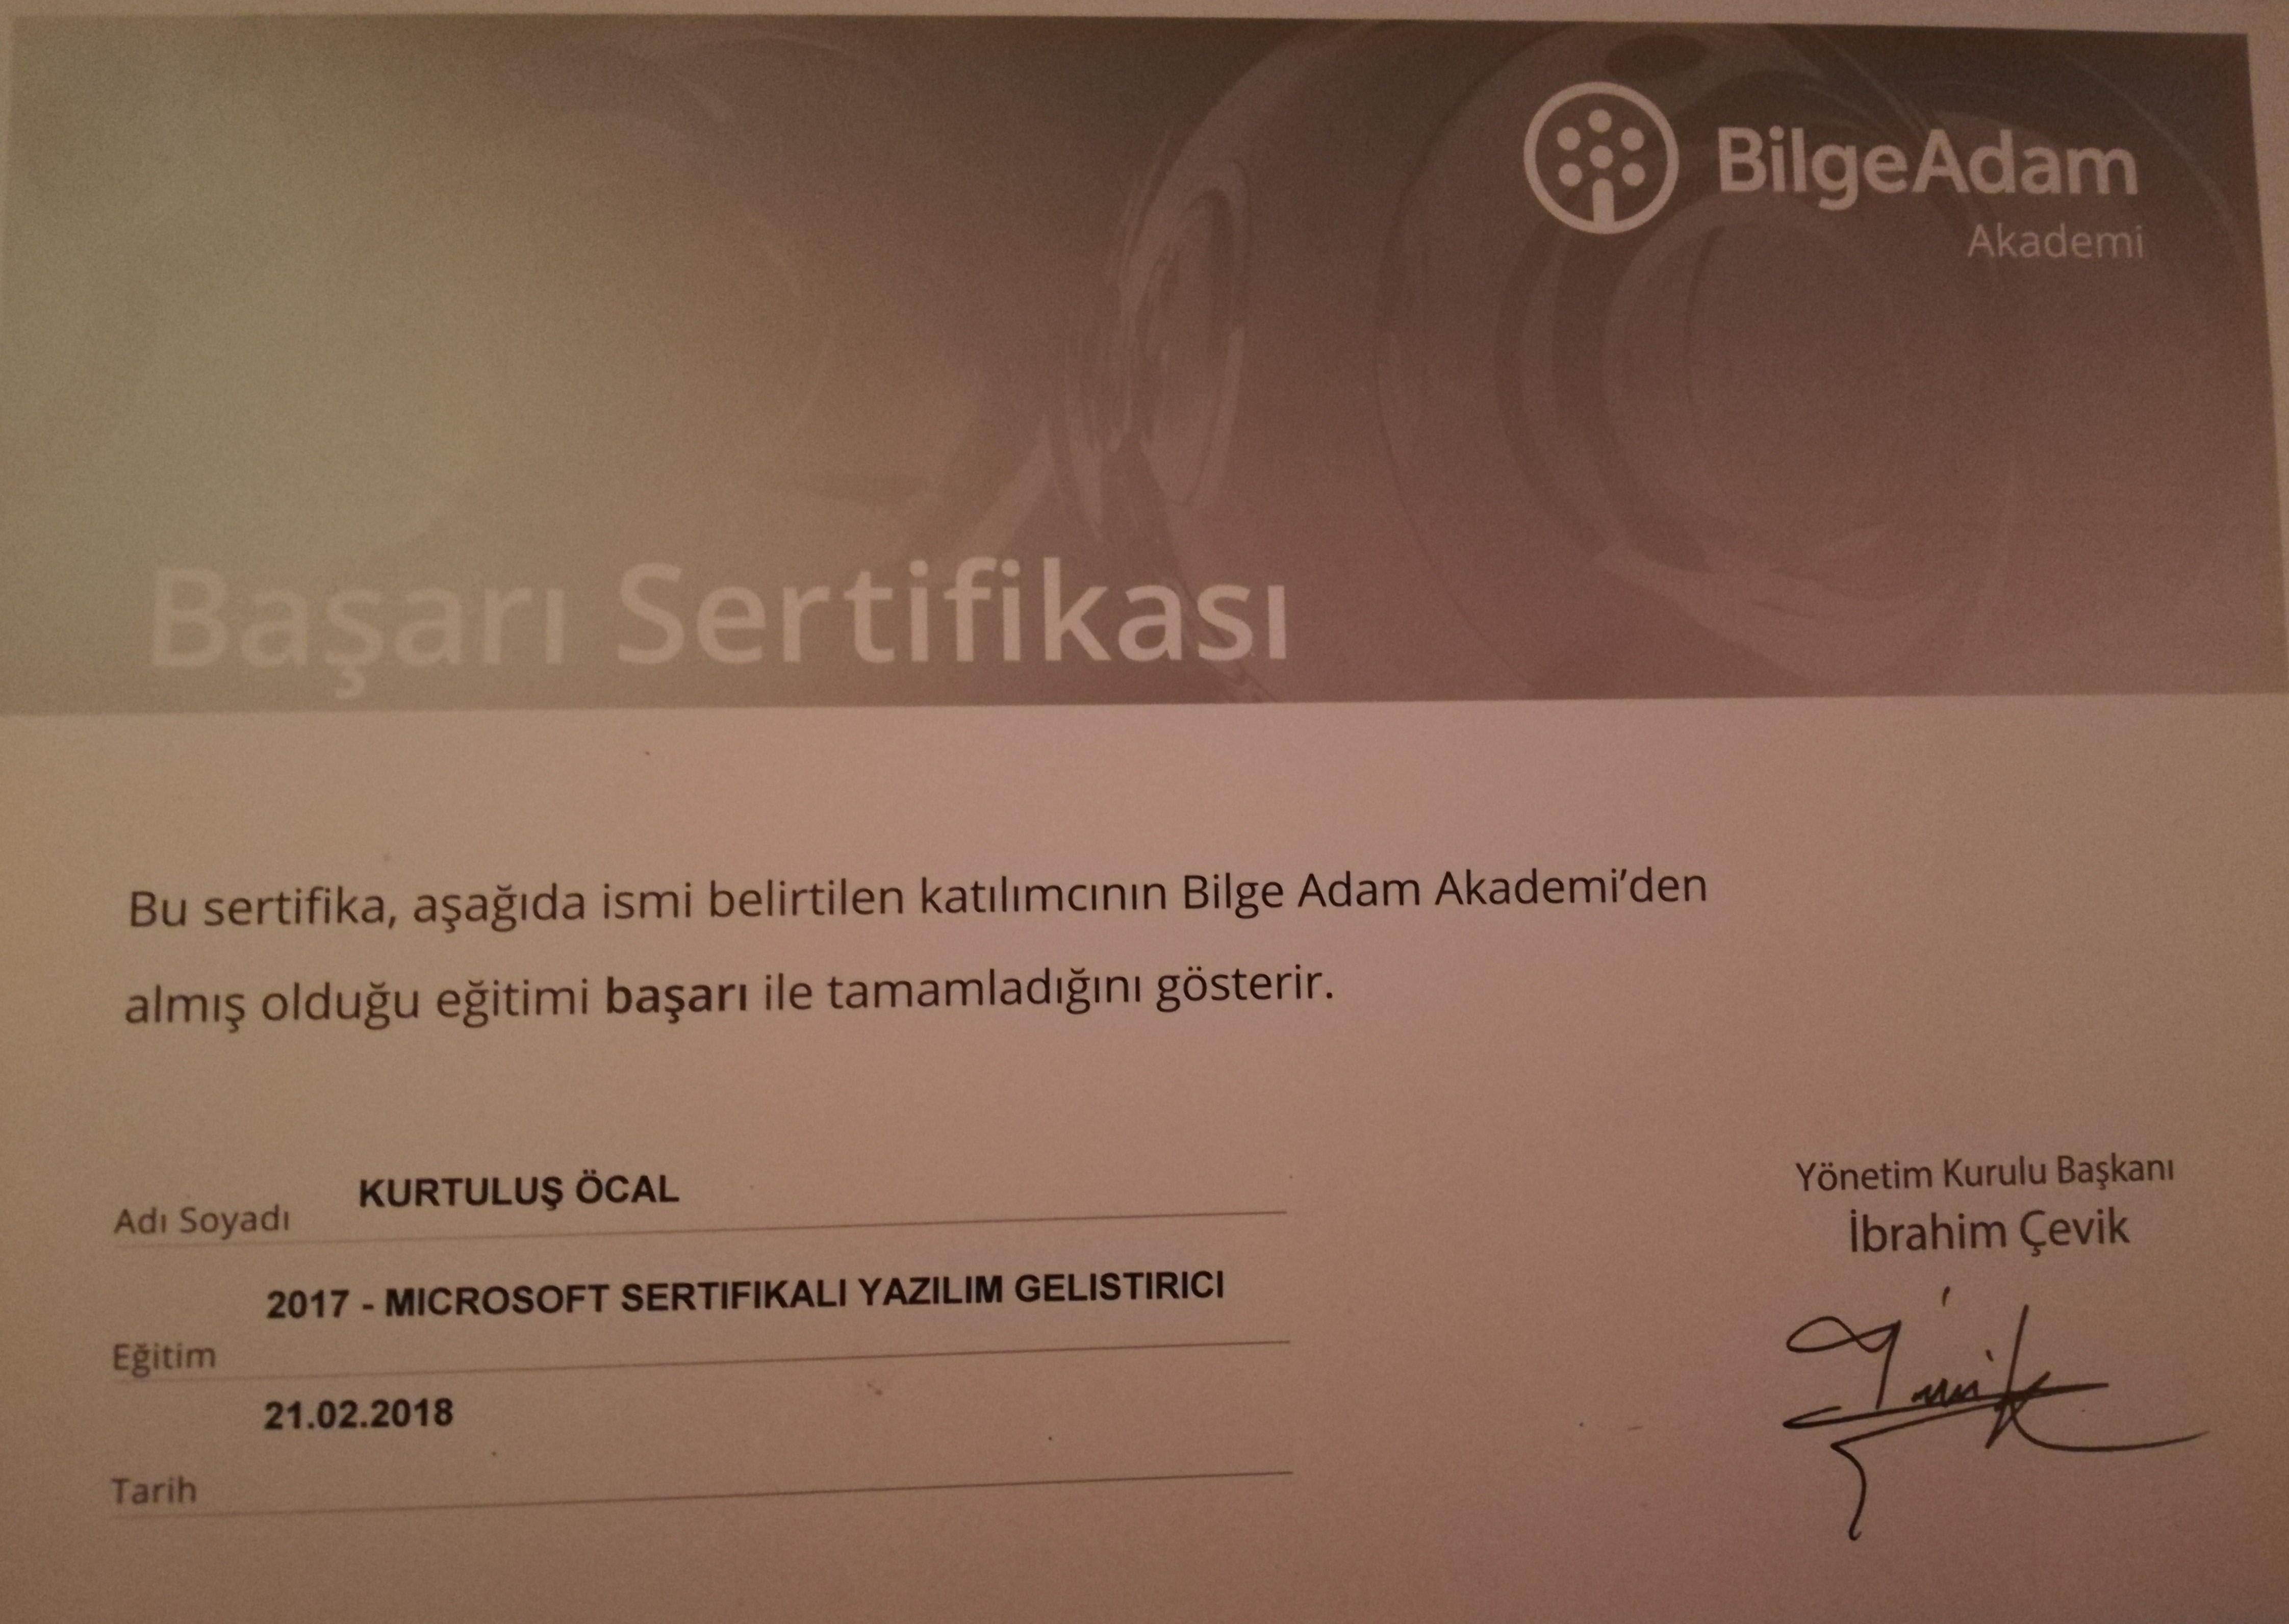 BilgeAdam
Akademi
Başarı Sertifikası
Bu sertifika, aşağıda ismi belirtilen katılımcının Bilge Adam Akademi’den
almış olduğu eğitimi başarı ile tamamladığını gösterir.
Adı Soyadı KURTULUŞ ÖCAL
Eğitim 2017 - MICROSOFT SERTIFIKALI YAZILIM GELISTIRICI
Tarih 21.02.2018
Yönetim Kurulu Başkanı
İbrahim Çevik